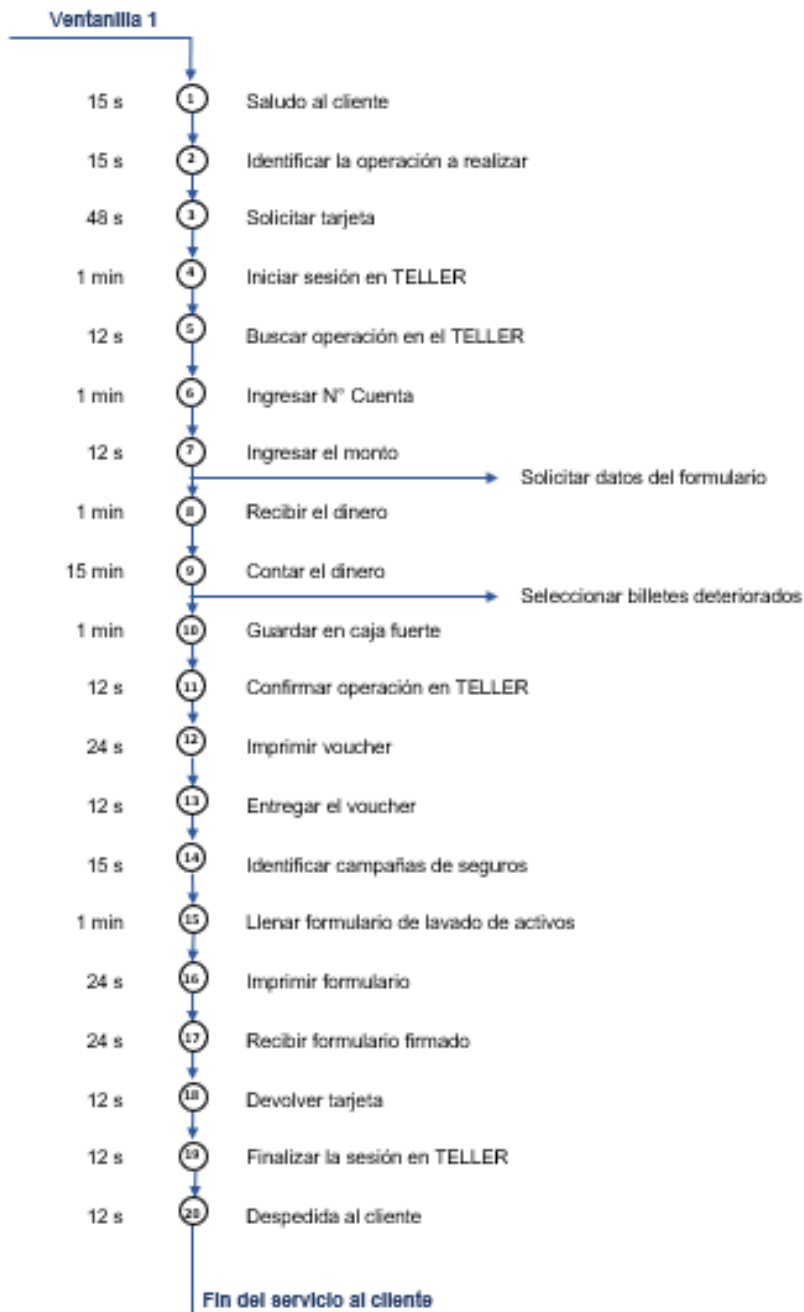 Ventanilla 1
15 s 1 Saludo al cliente
15 s 2 Identificar la operación a realizar
48 s 3 Solicitar tarjeta
1 min 4 Iniciar sesión en TELLER
12 s 5 Buscar operación en el TELLER
1 min 6 Ingresar N° Cuenta
12 s 7 Ingresar el monto
Solicitar datos del formulario
1 min 8 Recibir el dinero
15 min 9 Contar el dinero
Seleccionar billetes deteriorados
1 min 10 Guardar en caja fuerte
12 s 11 Confirmar operación en TELLER
24 s 12 Imprimir voucher
12 s 13 Entregar el voucher
15 s 14 Identificar campañas de seguros
1 min 15 Llenar formulario de lavado de activos
24 s 16 Imprimir formulario
24 s 17 Recibir formulario firmado
12 s 18 Devolver tarjeta
12 s 19 Finalizar la sesión en TELLER
12 s 20 Despedida al cliente
Fin del servicio al cliente